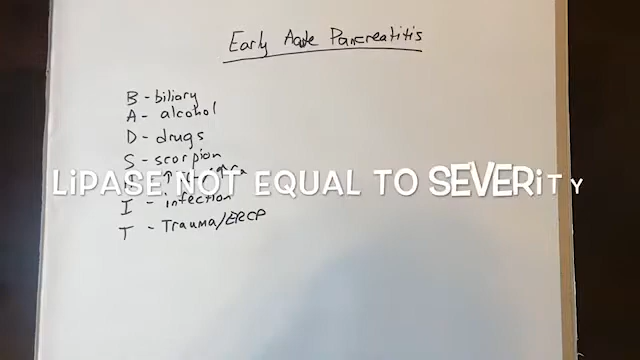 Early Acute Pancreatitis
B - biliary
A - alcohol
D - drugs
S - scorpion
LiPASE NOT EQUAL TO SEVERiTY
I - infection
T - Trauma/ERCP